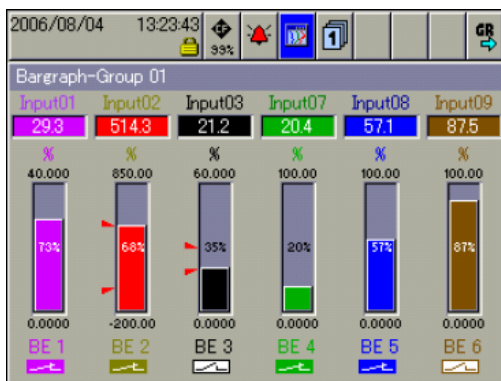 2006/08/04 13:23:43 CF 99% 1 GR
Bargraph-Group 01
Input01 Input02 Input03 Input07 Input08 Input09
29.3 514.3 21.2 20.4 57.1 87.5
% % % % % %
40.000 850.00 60.000 100.00 100.00 100.00
73% 68% 35% 20% 57% 87%
0.0000 -200.00 0.0000 0.0000 0.0000 0.0000
BE 1 BE 2 BE 3 BE 4 BE 5 BE 6